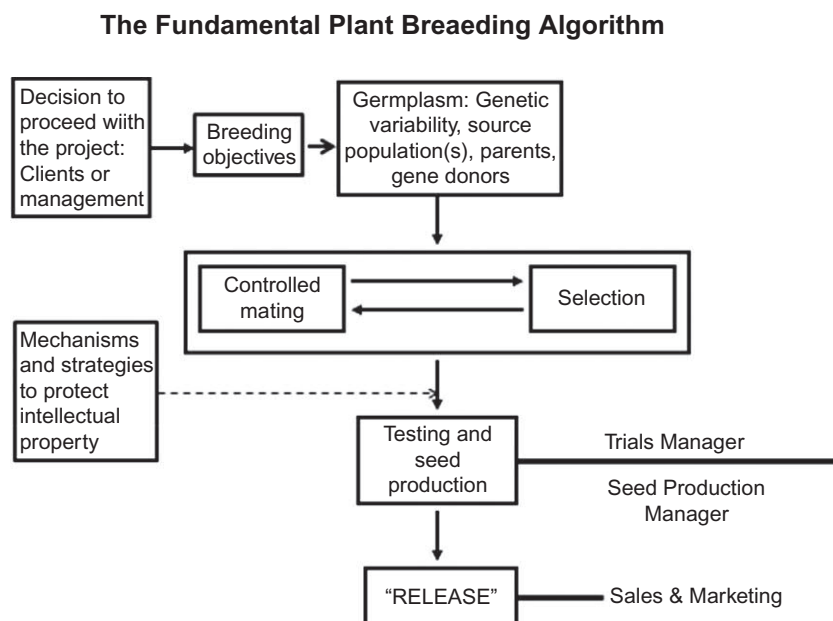 The Fundamental Plant Breaeding Algorithm
Decision to
proceed wiith
the project:
Clients or
management
Breeding
objectives
Germplasm: Genetic
variability, source
population(s), parents,
gene donors
Controlled
mating
Selection
Mechanisms
and strategies
to protect
intellectual
property
Testing and
seed
production
Trials Manager
Seed Production
Manager
“RELEASE”
Sales & Marketing